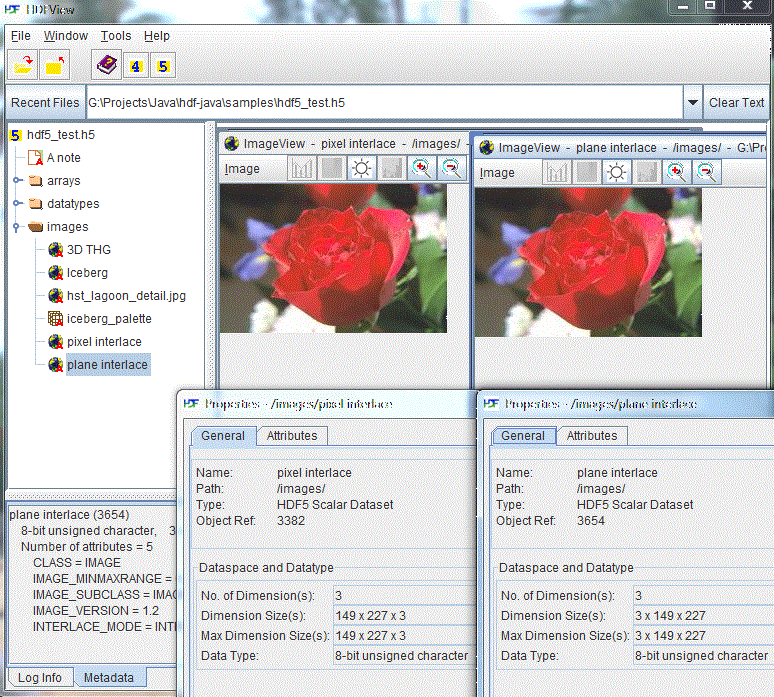 HDFView
File Window Tools Help
4 5
Recent Files G:\Projects\Java\hdf-java\samples\hdf5_test.h5 Clear Text
5 hdf5_test.h5
A note
arrays
datatypes
images
3D THG
Iceberg
hst_lagoon_detail.jpg
iceberg_palette
pixel interlace
plane interlace
ImageView - pixel interlace - /images/ -
Image
ImageView - plane interlace - /images/ - G:\Pr
Image
plane interlace (3654)
8-bit unsigned character, 3
Number of attributes = 5
CLASS = IMAGE
IMAGE_MINMAXRANGE =
IMAGE_SUBCLASS = IMAG
IMAGE_VERSION = 1.2
INTERLACE_MODE = INT
Log Info Metadata
Properties - /images/pixel interlace
General Attributes
Name: pixel interlace
Path: /images/
Type: HDF5 Scalar Dataset
Object Ref: 3382
Dataspace and Datatype
No. of Dimension(s): 3
Dimension Size(s): 149 x 227 x 3
Max Dimension Size(s): 149 x 227 x 3
Data Type: 8-bit unsigned character
Properties - /images/plane interlace
General Attributes
Name: plane interlace
Path: /images/
Type: HDF5 Scalar Dataset
Object Ref: 3654
Dataspace and Datatype
No. of Dimension(s): 3
Dimension Size(s): 3 x 149 x 227
Max Dimension Size(s): 3 x 149 x 227
Data Type: 8-bit unsigned character